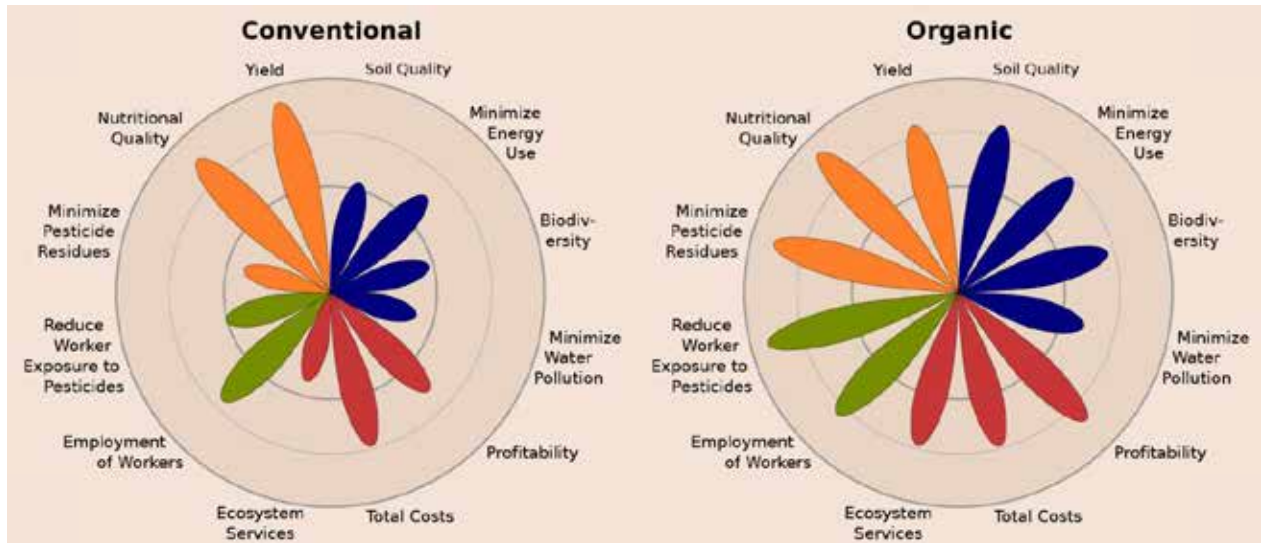 Conventional
Yield
Soil Quality
Nutritional
Quality
Minimize
Energy
Use
Minimize
Pesticide
Residues
Biodiv-
ersity
Reduce
Worker
Exposure to
Pesticides
Minimize
Water
Pollution
Employment
of Workers
Profitability
Ecosystem
Services
Total Costs
Organic
Yield
Soil Quality
Nutritional
Quality
Minimize
Energy
Use
Minimize
Pesticide
Residues
Biodiv-
ersity
Reduce
Worker
Exposure to
Pesticides
Minimize
Water
Pollution
Employment
of Workers
Profitability
Ecosystem
Services
Total Costs